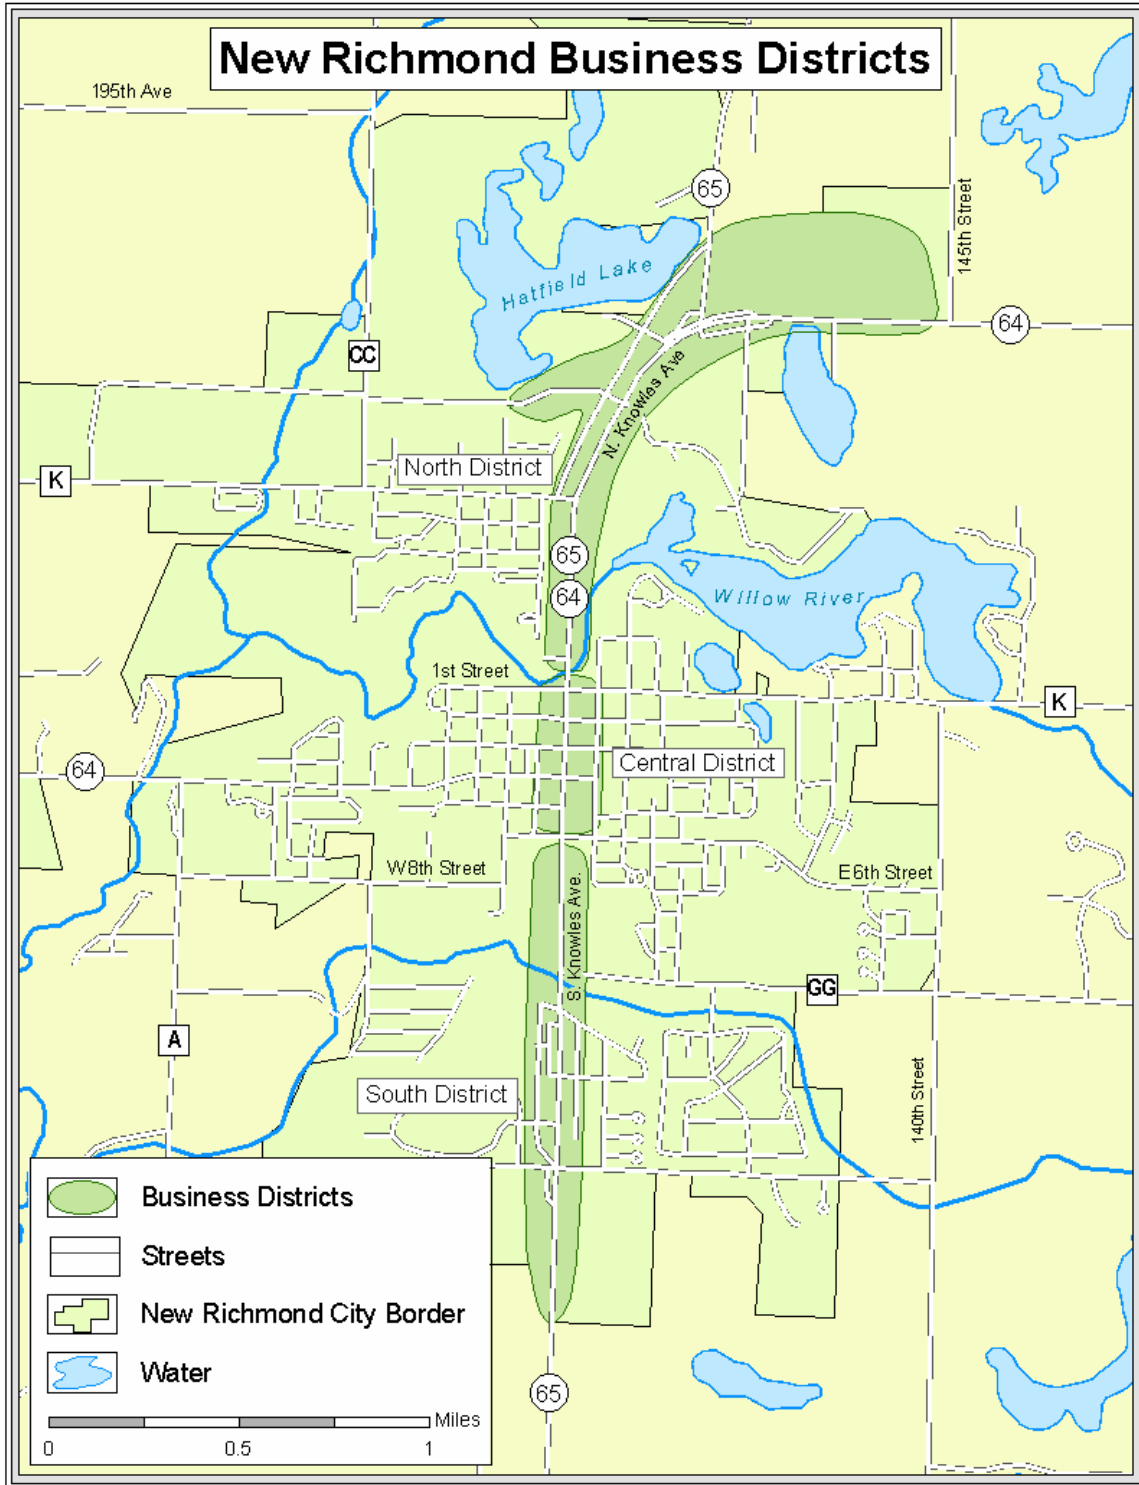 New Richmond Business Districts
195th Ave
65
145th Street
Hatfield Lake
64
CC
N. Knowles Ave
North District
K
65
64
Willow River
1st Street
K
64
Central District
W8th Street
E6th Street
S. Knowles Ave.
GG
A
140th Street
South District
Business Districts
Streets
New Richmond City Border
Water
Miles
0 0.5 1
65